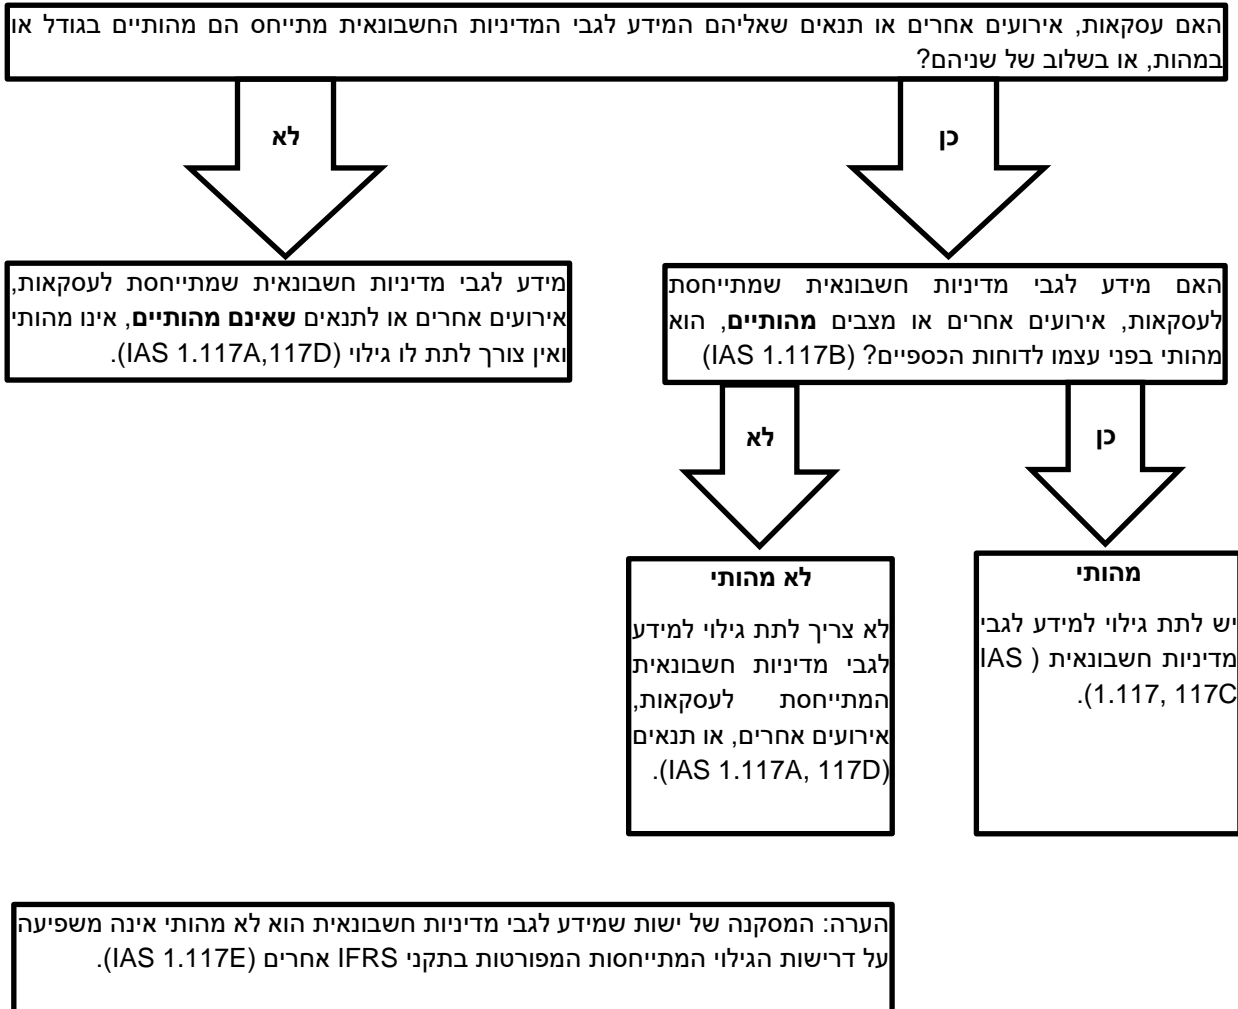 האם עסקאות, אירועים אחרים או תנאים שאליהם המידע לגבי המדיניות החשבונאית מתייחס הם מהותיים בגודל או
במהות, או בשלוב של שניהם?
כן
לא
האם מידע לגבי מדיניות חשבונאית שמתייחסת
לעסקאות, אירועים אחרים או מצבים מהותיים, הוא
מהותי בפני עצמו לדוחות הכספיים? (IAS 1.117B)
מידע לגבי מדיניות חשבונאית שמתייחסת לעסקאות,
אירועים אחרים או לתנאים שאינם מהותיים, אינו מהותי
ואין צורך לתת לו גילוי (IAS 1.117A,117D).
כן
לא
מהותי
יש לתת גילוי למידע לגבי
מדיניות חשבונאית (IAS
1.117, 117C).
לא מהותי
לא צריך לתת גילוי למידע
לגבי מדיניות חשבונאית
המתייחסת לעסקאות,
אירועים אחרים, או תנאים
(IAS 1.117A, 117D).
הערה: המסקנה של ישות שמידע לגבי מדיניות חשבונאית הוא לא מהותי אינה משפיעה
על דרישות הגילוי המתייחסות המפורטות בתקני IFRS אחרים (IAS 1.117E).